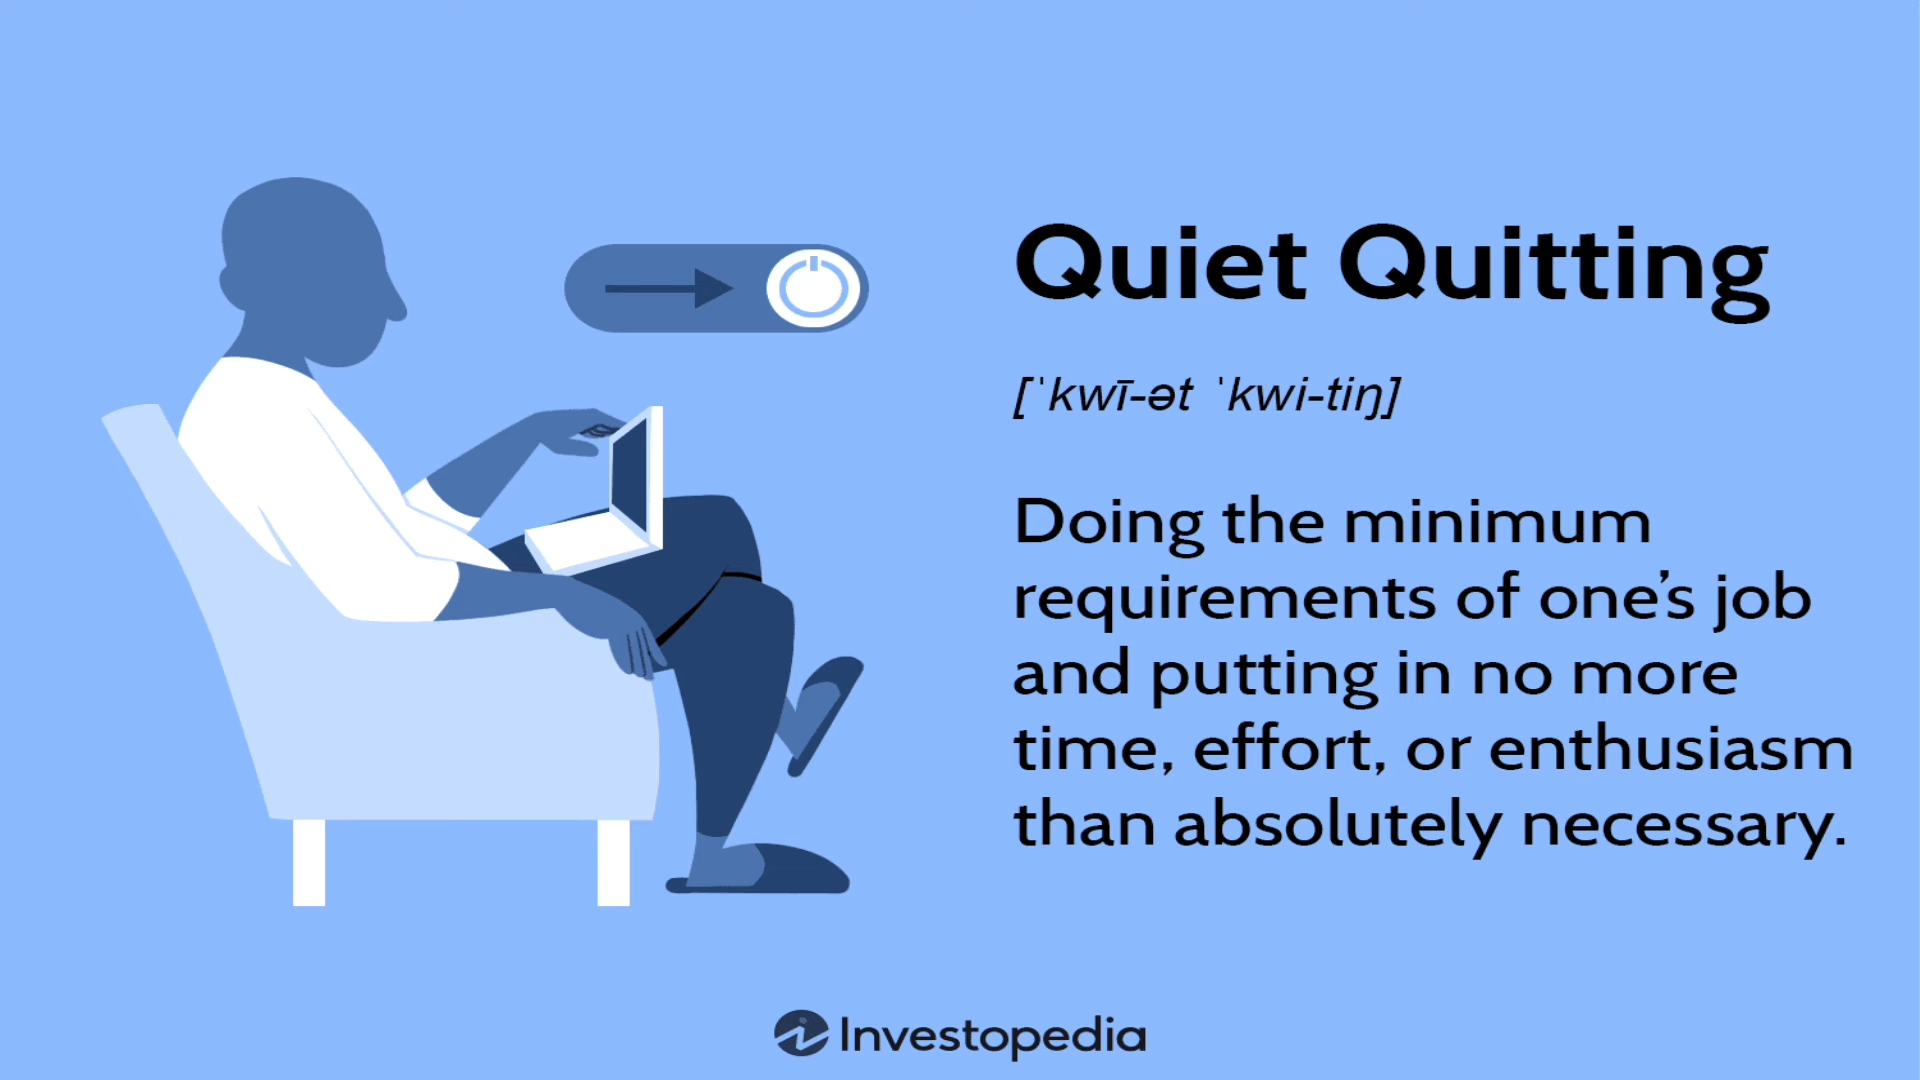 Quiet Quitting
[ˈkwī-ət ˈkwi-tiŋ]
Doing the minimum
requirements of one’s job
and putting in no more
time, effort, or enthusiasm
than absolutely necessary.
Investopedia